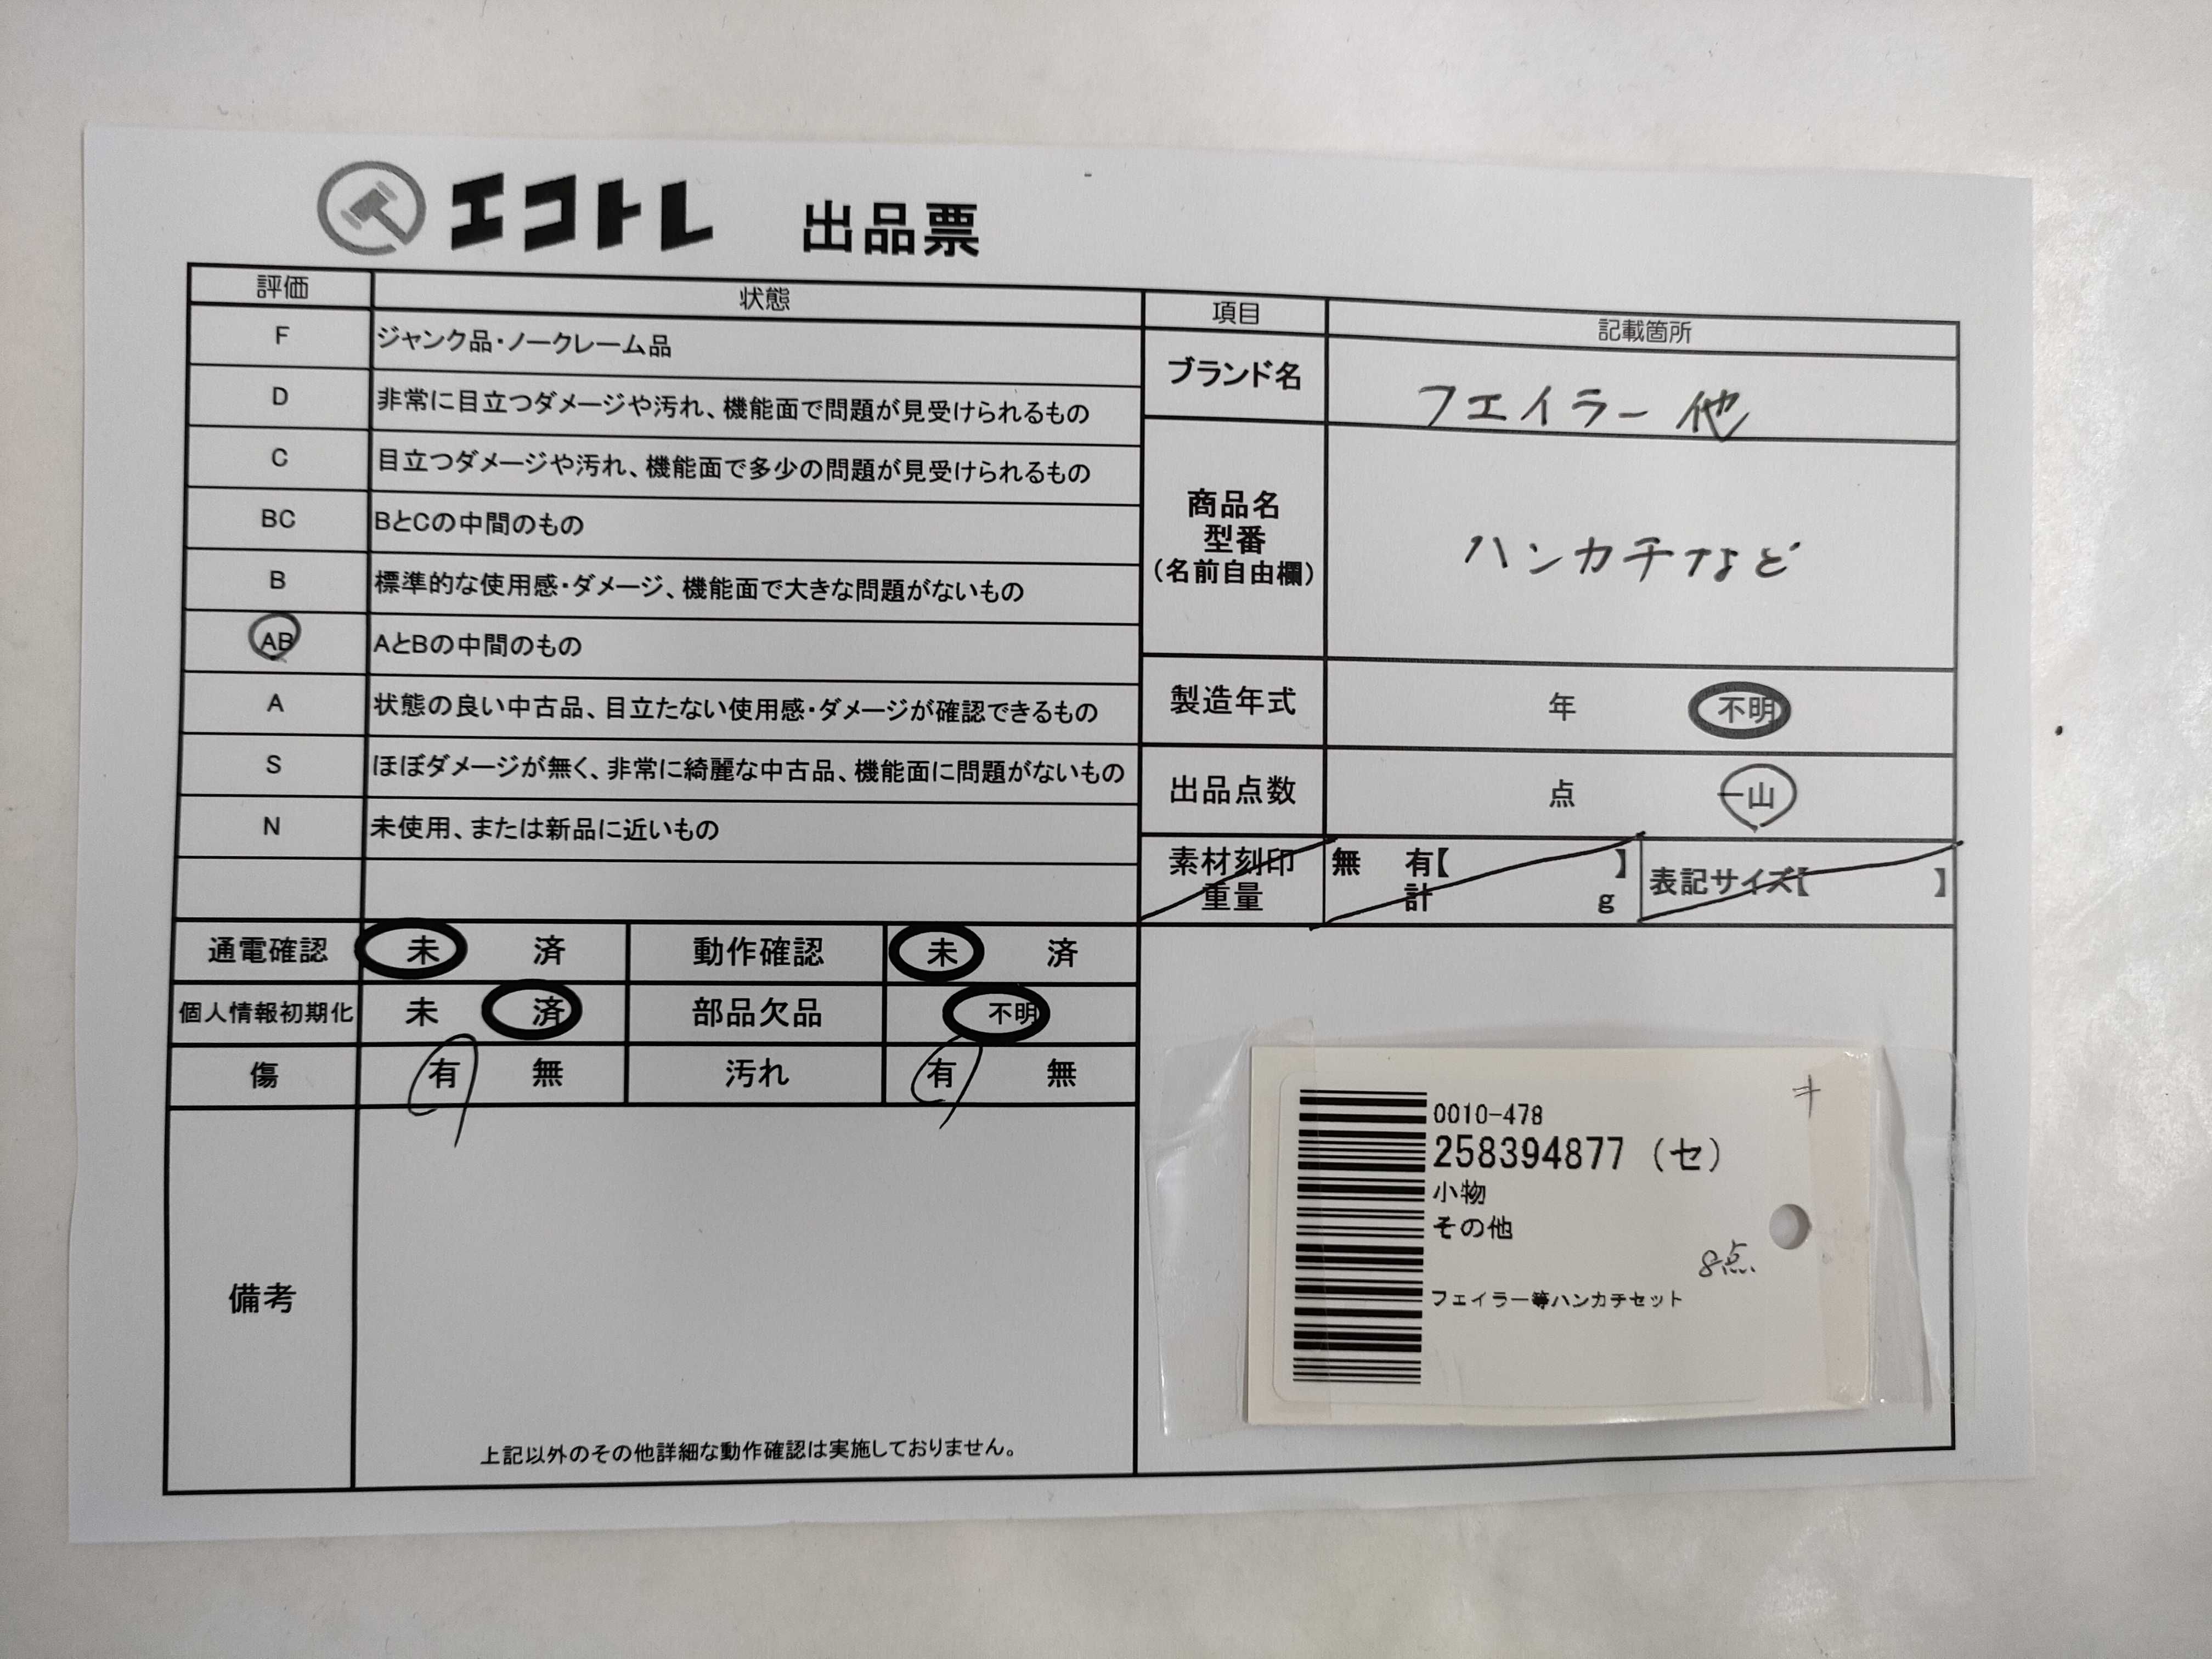 エコトレ 出品票
評価 状態
F ジャンク品・ノークレーム品
D 非常に目立つダメージや汚れ、機能面で問題が見受けられるもの
C 目立つダメージや汚れ、機能面で多少の問題が見受けられるもの
BC BとCの中間のもの
B 標準的な使用感・ダメージ、機能面で大きな問題がないもの
AB AとBの中間のもの
A 状態の良い中古品、目立たない使用感・ダメージが確認できるもの
S ほぼダメージが無く、非常に綺麗な中古品、機能面に問題がないもの
N 未使用、または新品に近いもの
項目 記載箇所
ブランド名 フェイラー 他
商品名
型番
（名前自由欄）
ハンカチなど
製造年式 年 不明
出品点数 点 一山
素材刻印 無 有【 】
重量 計 g
表記サイズ【 】
通電確認 未 済 動作確認 未 済
個人情報初期化 未 済 部品欠品 不明
傷 有 無 汚れ 有 無
備考
上記以外のその他詳細な動作確認は実施しておりません。
0010-478
258394877 (セ)
小物
その他
8点
フェイラー等ハンカチセット